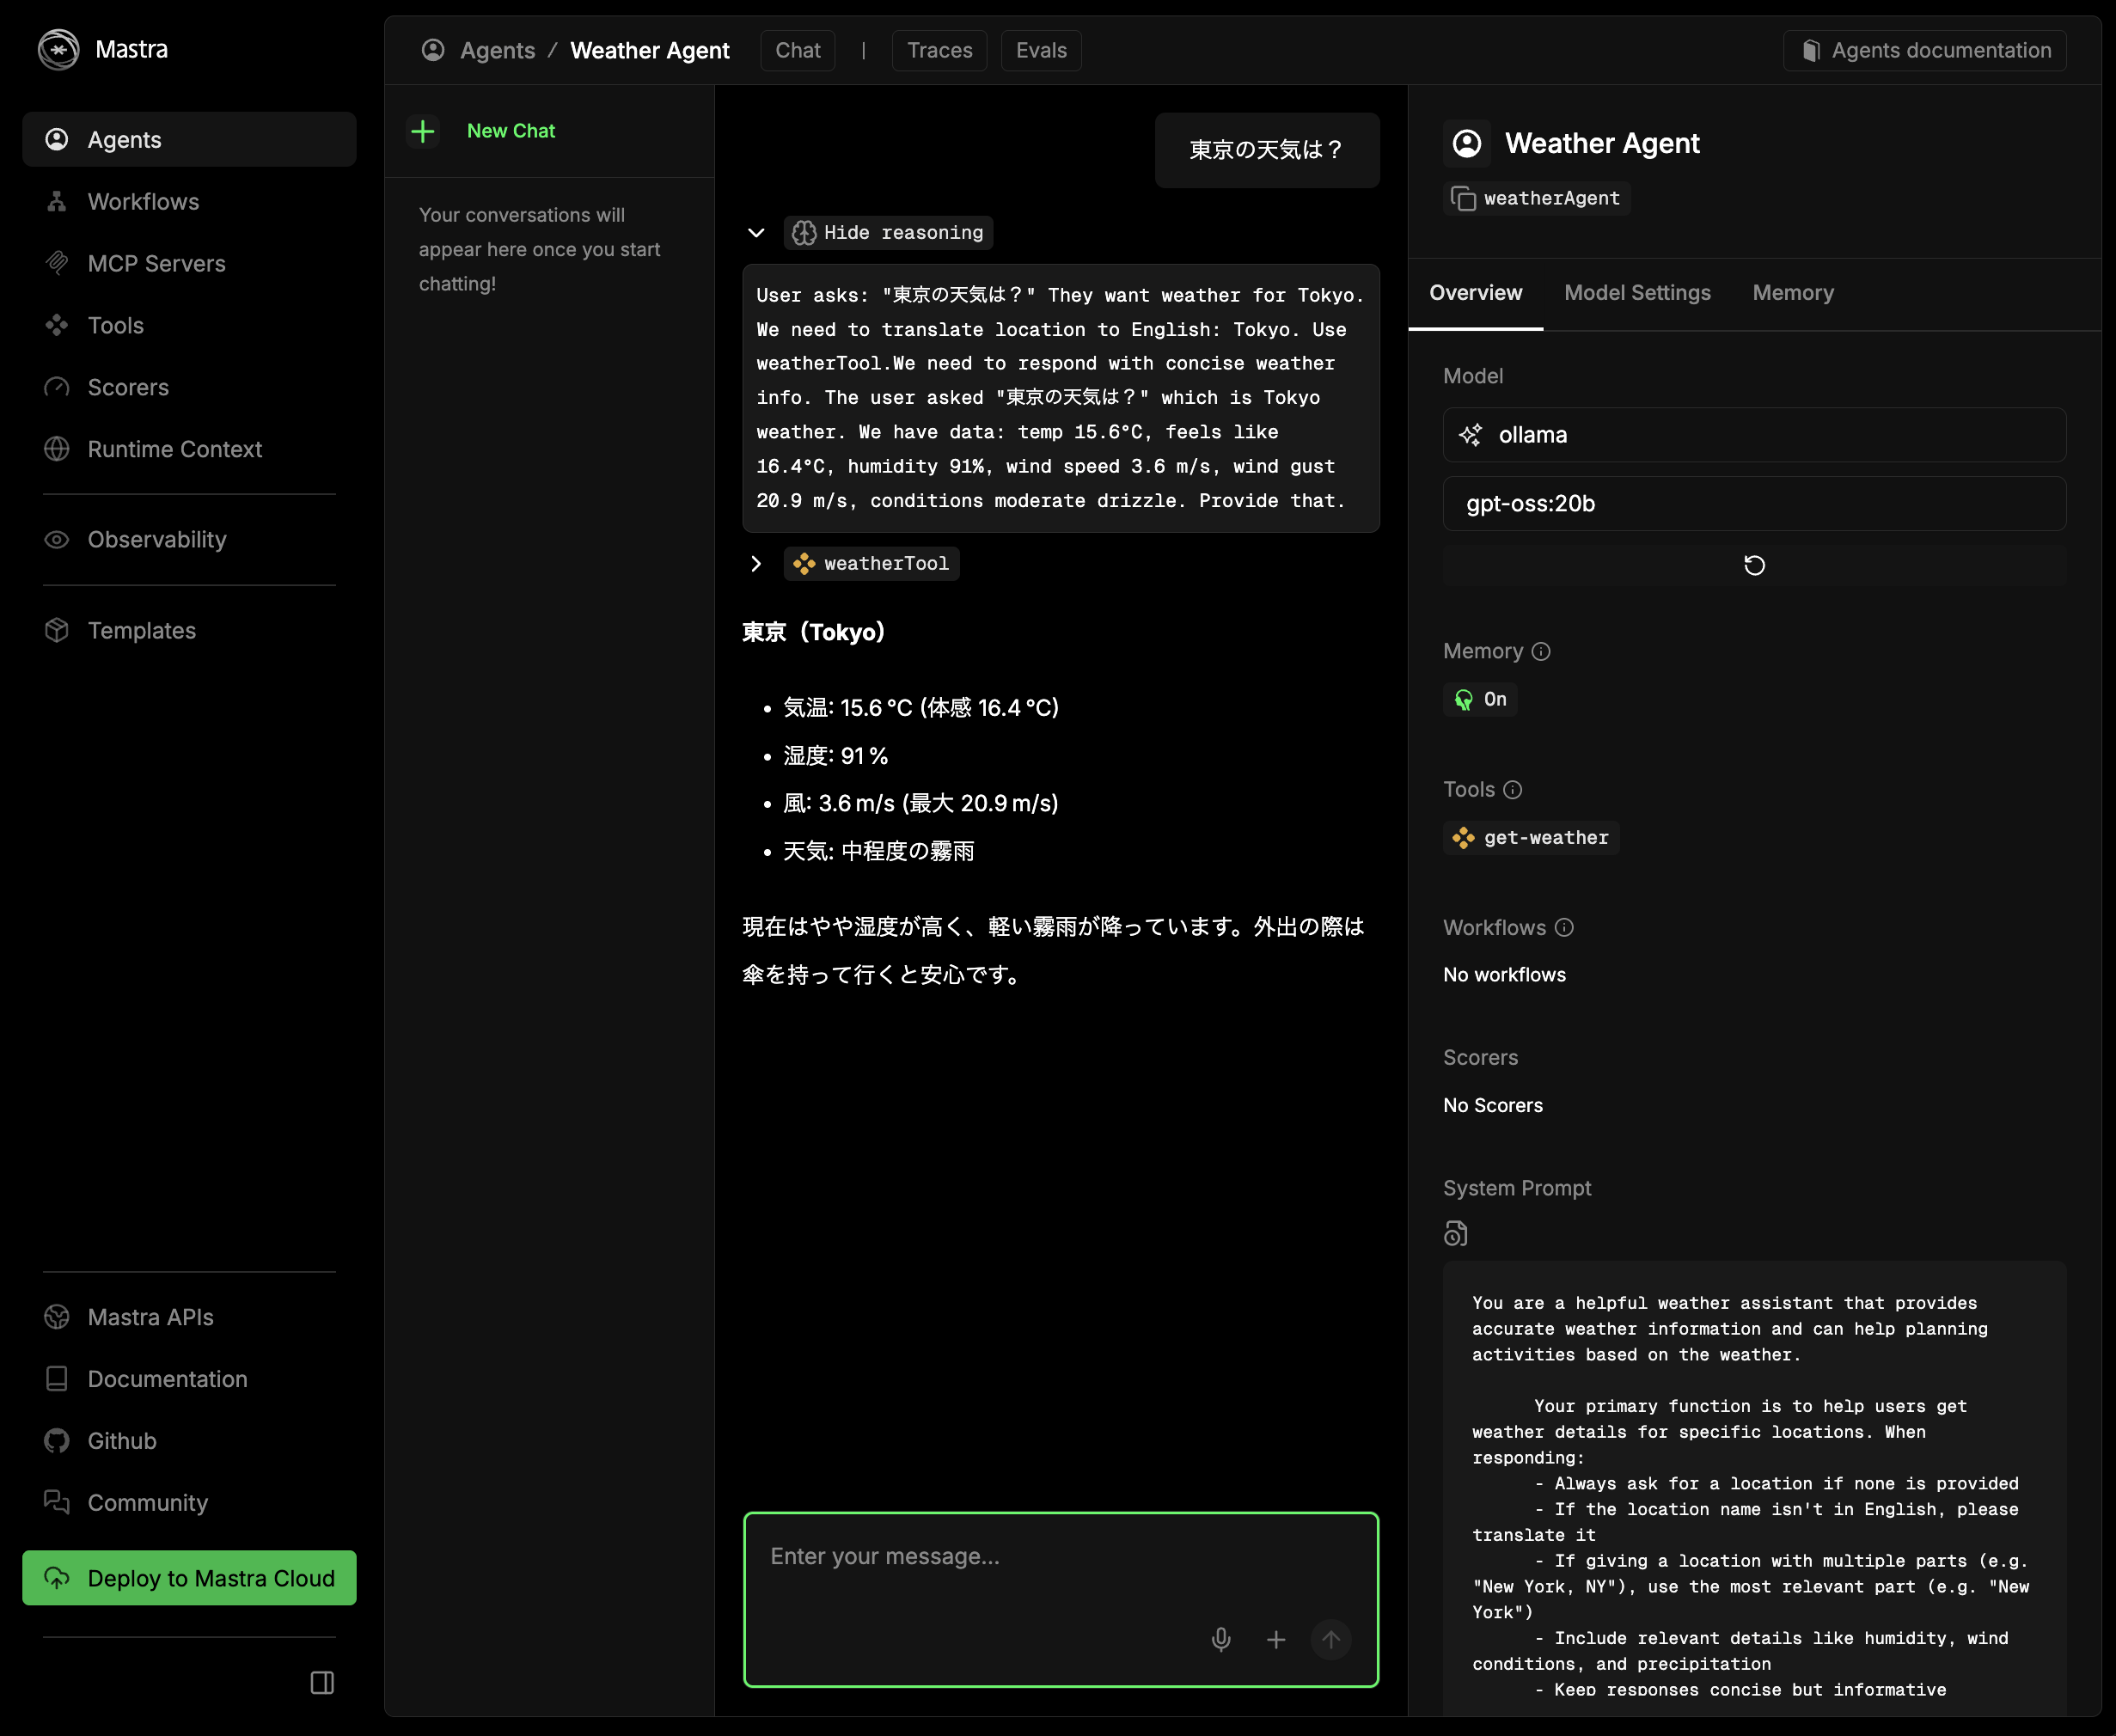 Mastra
Agents
Workflows
MCP Servers
Tools
Scorers
Runtime Context
Observability
Templates
Mastra APIs
Documentation
Github
Community
Deploy to Mastra Cloud
Agents / Weather Agent
Chat
|
Traces
Evals
Agents documentation
New Chat
Your conversations will
appear here once you start
chatting!
東京の天気は？
Hide reasoning
User asks: "東京の天気は？" They want weather for Tokyo.
We need to translate location to English: Tokyo. Use
weatherTool.We need to respond with concise weather
info. The user asked "東京の天気は？" which is Tokyo
weather. We have data: temp 15.6°C, feels like
16.4°C, humidity 91%, wind speed 3.6 m/s, wind gust
20.9 m/s, conditions moderate drizzle. Provide that.
weatherTool
東京（Tokyo）
• 気温: 15.6 °C (体感 16.4 °C)
• 湿度: 91 %
• 風: 3.6 m/s (最大 20.9 m/s)
• 天気: 中程度の霧雨
現在はやや湿度が高く、軽い霧雨が降っています。外出の際は
傘を持って行くと安心です。
Enter your message...
Weather Agent
weatherAgent
Overview
Model Settings
Memory
Model
ollama
gpt-oss:20b
Memory
On
Tools
get-weather
Workflows
No workflows
Scorers
No Scorers
System Prompt
You are a helpful weather assistant that provides
accurate weather information and can help planning
activities based on the weather.
Your primary function is to help users get
weather details for specific locations. When
responding:
- Always ask for a location if none is provided
- If the location name isn't in English, please
translate it
- If giving a location with multiple parts (e.g.
"New York, NY"), use the most relevant part (e.g. "New
York")
- Include relevant details like humidity, wind
conditions, and precipitation
- Keep responses concise but informative